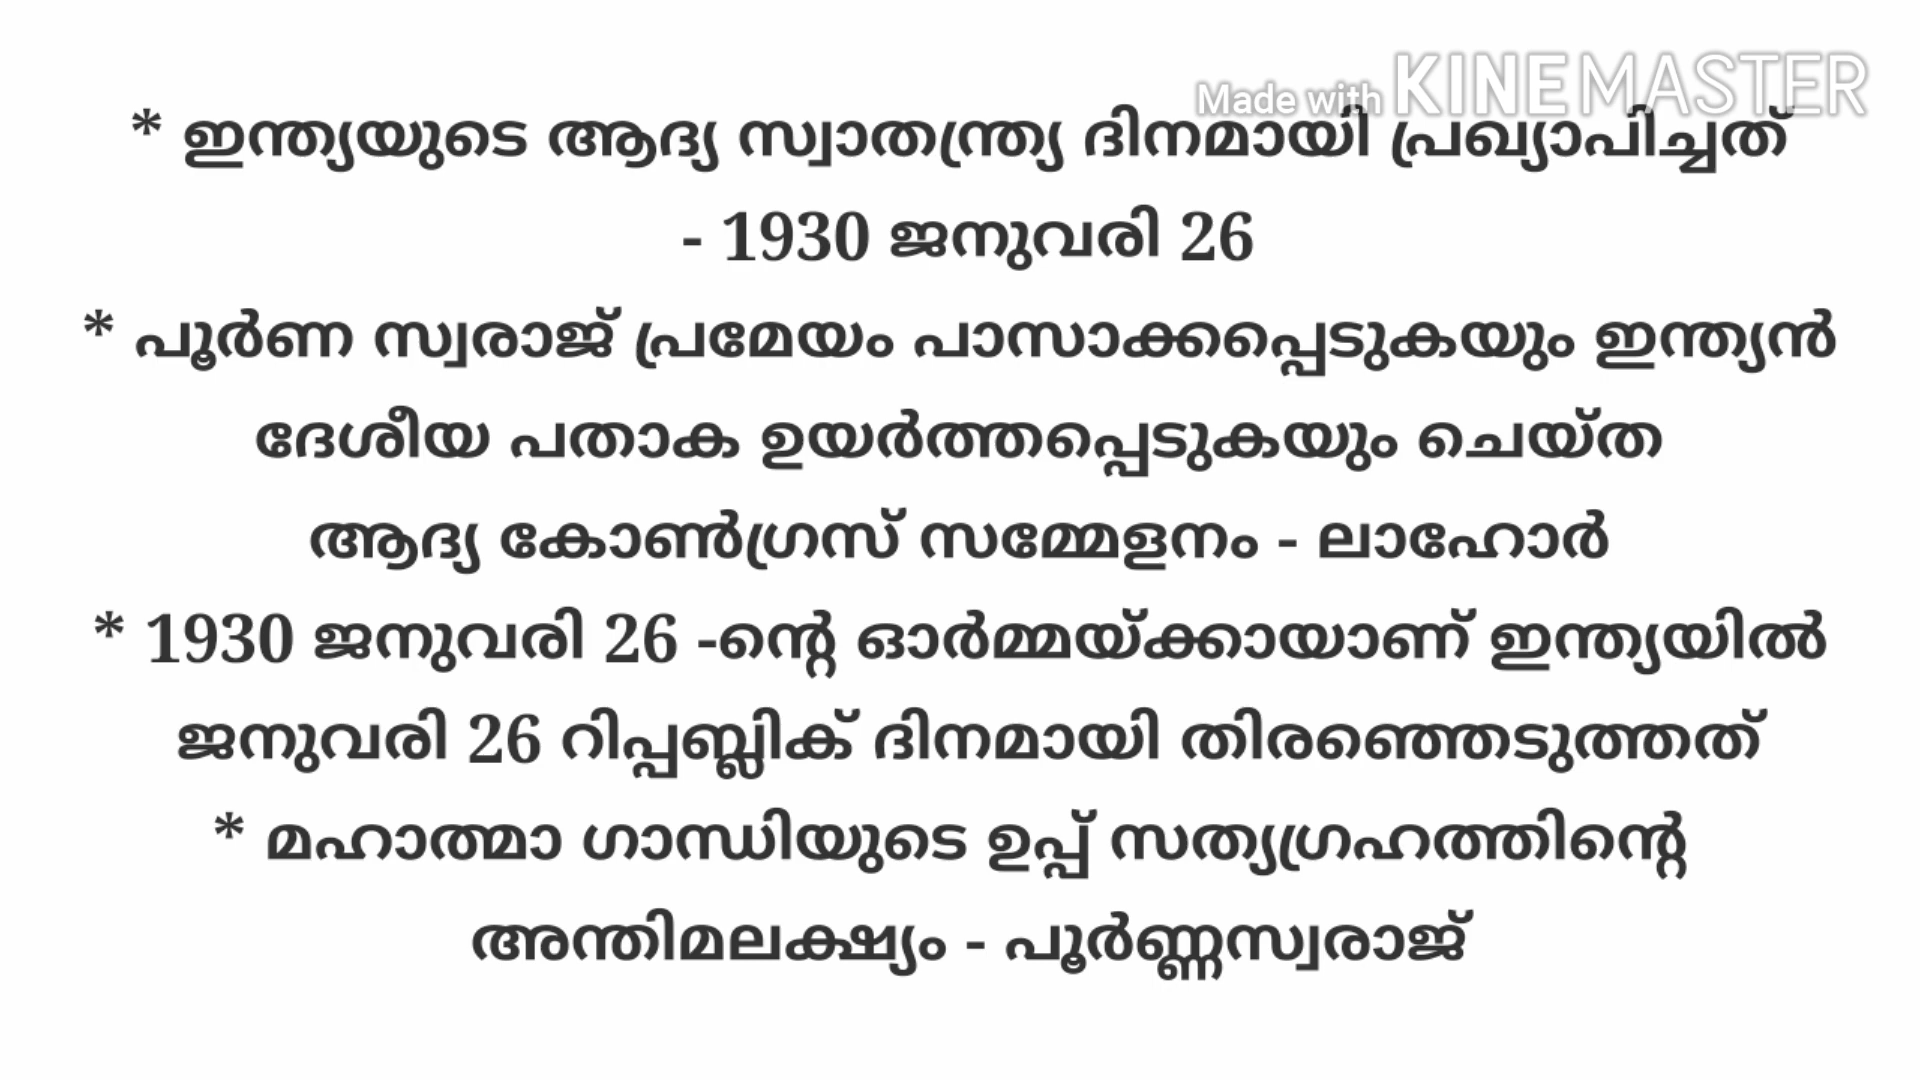 Made with KINEMASTER
* ഇന്ത്യയുടെ ആദ്യ സ്വാതന്ത്ര്യ ദിനമായി പ്രഖ്യാപിച്ചത്
- 1930 ജനുവരി 26
* പൂർണ സ്വരാജ് പ്രമേയം പാസാക്കപ്പെടുകയും ഇന്ത്യൻ
ദേശീയ പതാക ഉയർത്തപ്പെടുകയും ചെയ്ത
ആദ്യ കോൺഗ്രസ് സമ്മേളനം - ലാഹോർ
* 1930 ജനുവരി 26 -ന്റെ ഓർമ്മയ്ക്കായാണ് ഇന്ത്യയിൽ
ജനുവരി 26 റിപ്പബ്ലിക് ദിനമായി തിരഞ്ഞെടുത്തത്
* മഹാത്മാ ഗാന്ധിയുടെ ഉപ്പ് സത്യഗ്രഹത്തിന്റെ
അന്തിമലക്ഷ്യം - പൂർണ്ണസ്വരാജ്